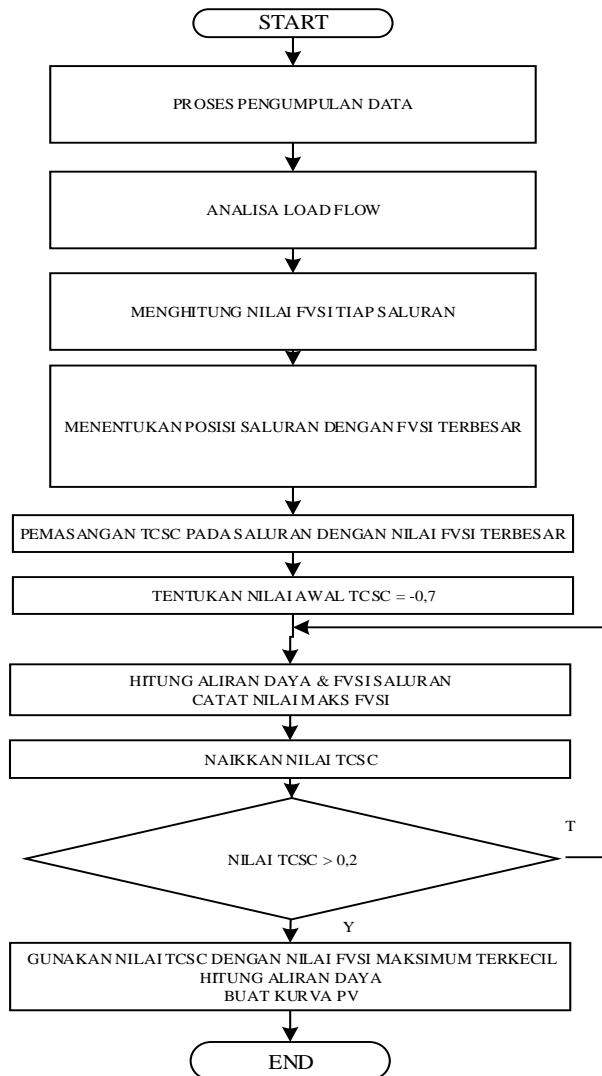 START
PROSES PENGUMPULAN DATA
ANALISA LOAD FLOW
MENGHITUNG NILAI FVSI TIAP SALURAN
MENENTUKAN POSISI SALURAN DENGAN FVSI TERBESAR
PEMASANGAN TCSC PADA SALURAN DENGAN NILAI FVSI TERBESAR
TENTUKAN NILAI AWAL TCSC = -0,7
HITUNG ALIRAN DAYA & FVSI SALURAN
CATAT NILAI MAKS FVSI
NAIKKAN NILAI TCSC
T
NILAI TCSC > 0,2
Y
GUNAKAN NILAI TCSC DENGAN NILAI FVSI MAKSIMUM TERKECIL
HITUNG ALIRAN DAYA
BUAT KURVA PV
END